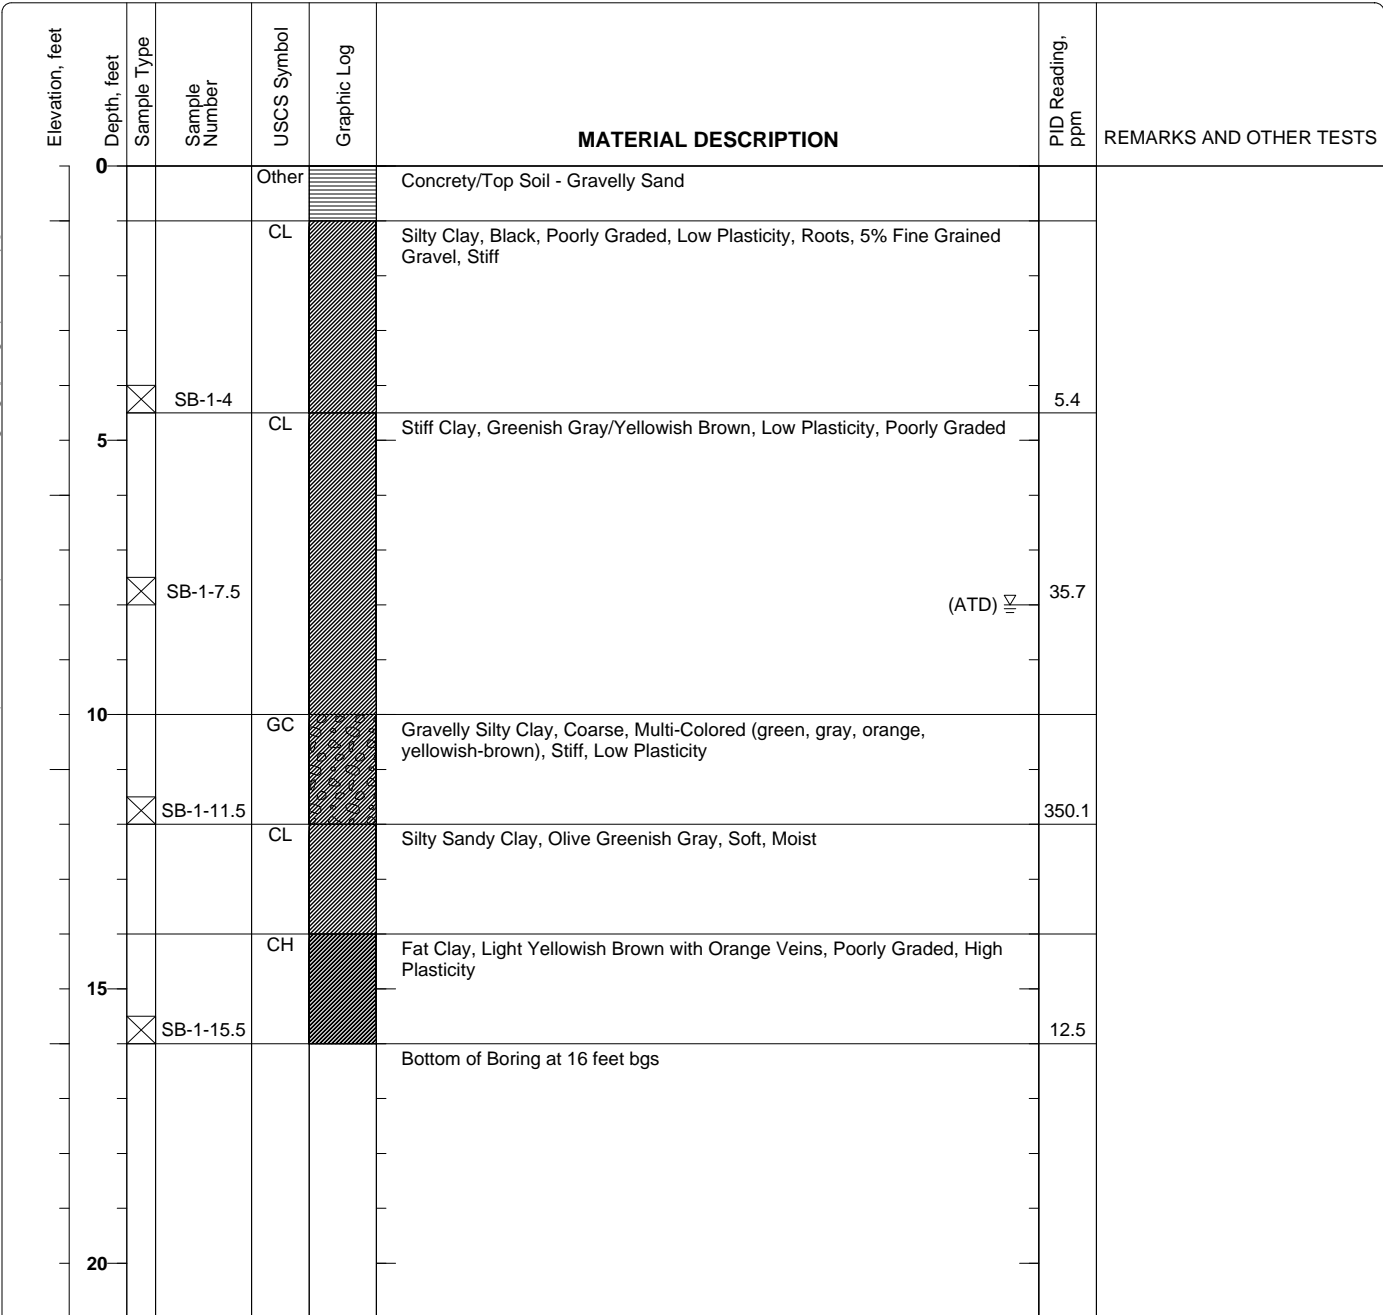 Elevation, feet
Depth, feet
Sample Type
Sample
Number
USCS Symbol
Graphic Log
MATERIAL DESCRIPTION
PID Reading,
ppm
REMARKS AND OTHER TESTS
0
Other
Concrety/Top Soil - Gravelly Sand
CL
Silty Clay, Black, Poorly Graded, Low Plasticity, Roots, 5% Fine Grained
Gravel, Stiff
SB-1-4
5.4
CL
Stiff Clay, Greenish Gray/Yellowish Brown, Low Plasticity, Poorly Graded
5
SB-1-7.5
35.7
(ATD)
10
GC
Gravelly Silty Clay, Coarse, Multi-Colored (green, gray, orange,
yellowish-brown), Stiff, Low Plasticity
SB-1-11.5
350.1
CL
Silty Sandy Clay, Olive Greenish Gray, Soft, Moist
CH
Fat Clay, Light Yellowish Brown with Orange Veins, Poorly Graded, High
Plasticity
15
SB-1-15.5
12.5
Bottom of Boring at 16 feet bgs
20